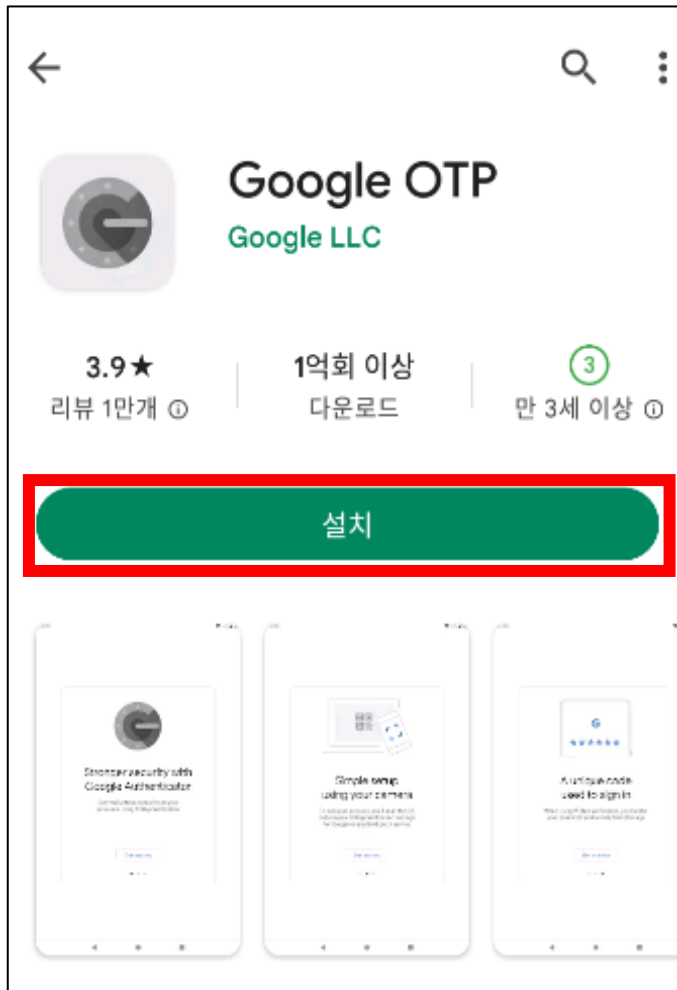 Google OTP
Google LLC
3.9★
1억회 이상
3
리뷰 1만개
다운로드
만 3세 이상
설치
Stronger security with
Google Authenticator
Simple setup
using your camera
G
A unique code
used to sign in